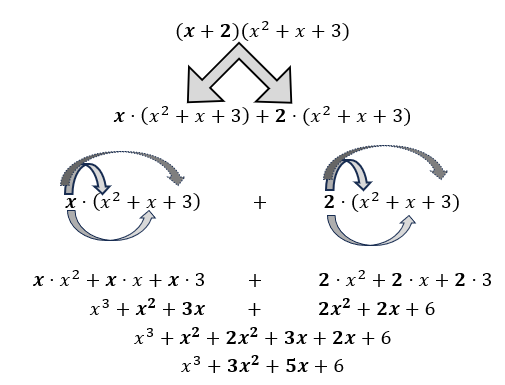 (x + 2)(x² + x + 3)
x · (x² + x + 3) + 2 · (x² + x + 3)
x · (x² + x + 3) + 2 · (x² + x + 3)
x · x² + x · x + x · 3 + 2 · x² + 2 · x + 2 · 3
x³ + x² + 3x + 2x² + 2x + 6
x³ + x² + 2x² + 3x + 2x + 6
x³ + 3x² + 5x + 6